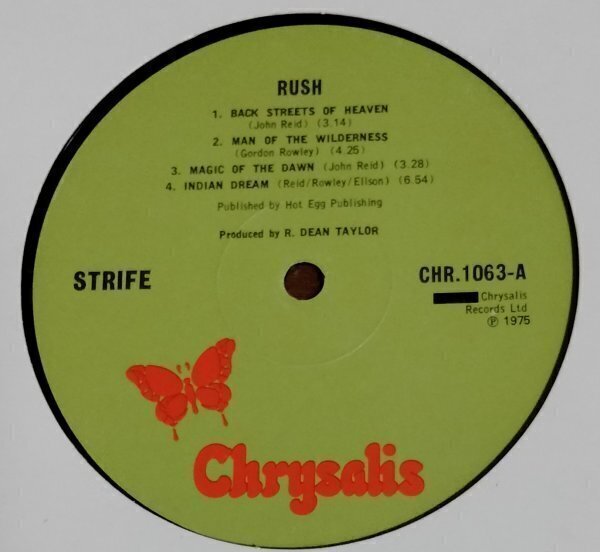 RUSH
1. BACK STREETS OF HEAVEN
(John Reid) (3.14)
2. MAN OF THE WILDERNESS
(Gordon Rowley) (4.25)
3. MAGIC OF THE DAWN (John Reid) (3.28)
4. INDIAN DREAM (Reid/Rowley/Elison) (6.54)
Published by Hot Egg Publishing
Produced by R. DEAN TAYLOR
STRIFE
CHR.1063-A
Chrysalis
Records Ltd
℗ 1975
Chrysalis